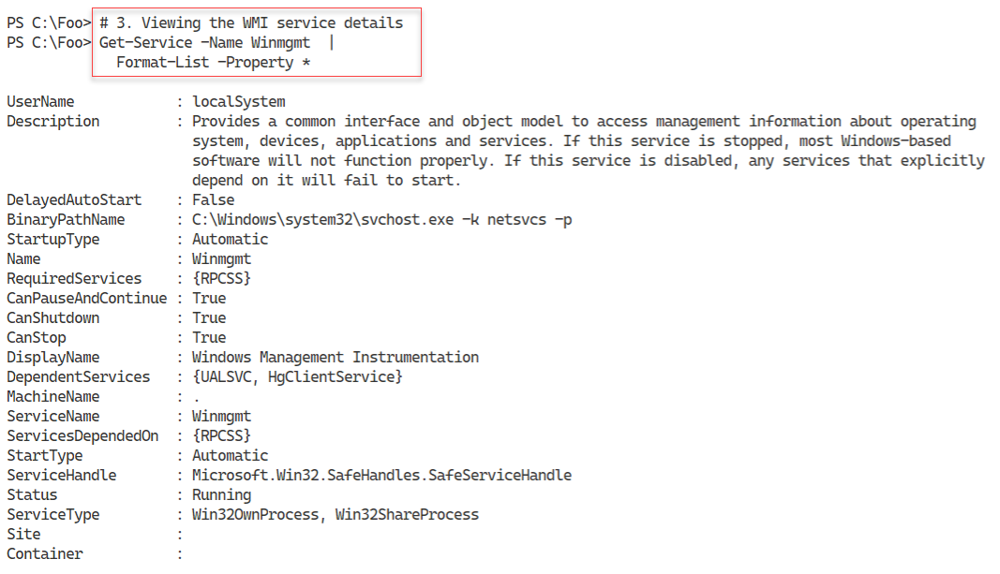 PS C:\Foo> # 3. Viewing the WMI service details
PS C:\Foo> Get-Service -Name Winmgmt  |
  Format-List -Property *
UserName            : localSystem
Description         : Provides a common interface and object model to access management information about operating
                      system, devices, applications and services. If this service is stopped, most Windows-based
                      software will not function properly. If this service is disabled, any services that explicitly
                      depend on it will fail to start.
DelayedAutoStart    : False
BinaryPathName      : C:\Windows\system32\svchost.exe -k netsvcs -p
StartupType         : Automatic
Name                : Winmgmt
RequiredServices    : {RPCSS}
CanPauseAndContinue : True
CanShutdown         : True
CanStop             : True
DisplayName         : Windows Management Instrumentation
DependentServices   : {UALSVC, HgClientService}
MachineName         : .
ServiceName         : Winmgmt
ServicesDependedOn  : {RPCSS}
StartType           : Automatic
ServiceHandle       : Microsoft.Win32.SafeHandles.SafeServiceHandle
Status              : Running
ServiceType         : Win32OwnProcess, Win32ShareProcess
Site                :
Container           :